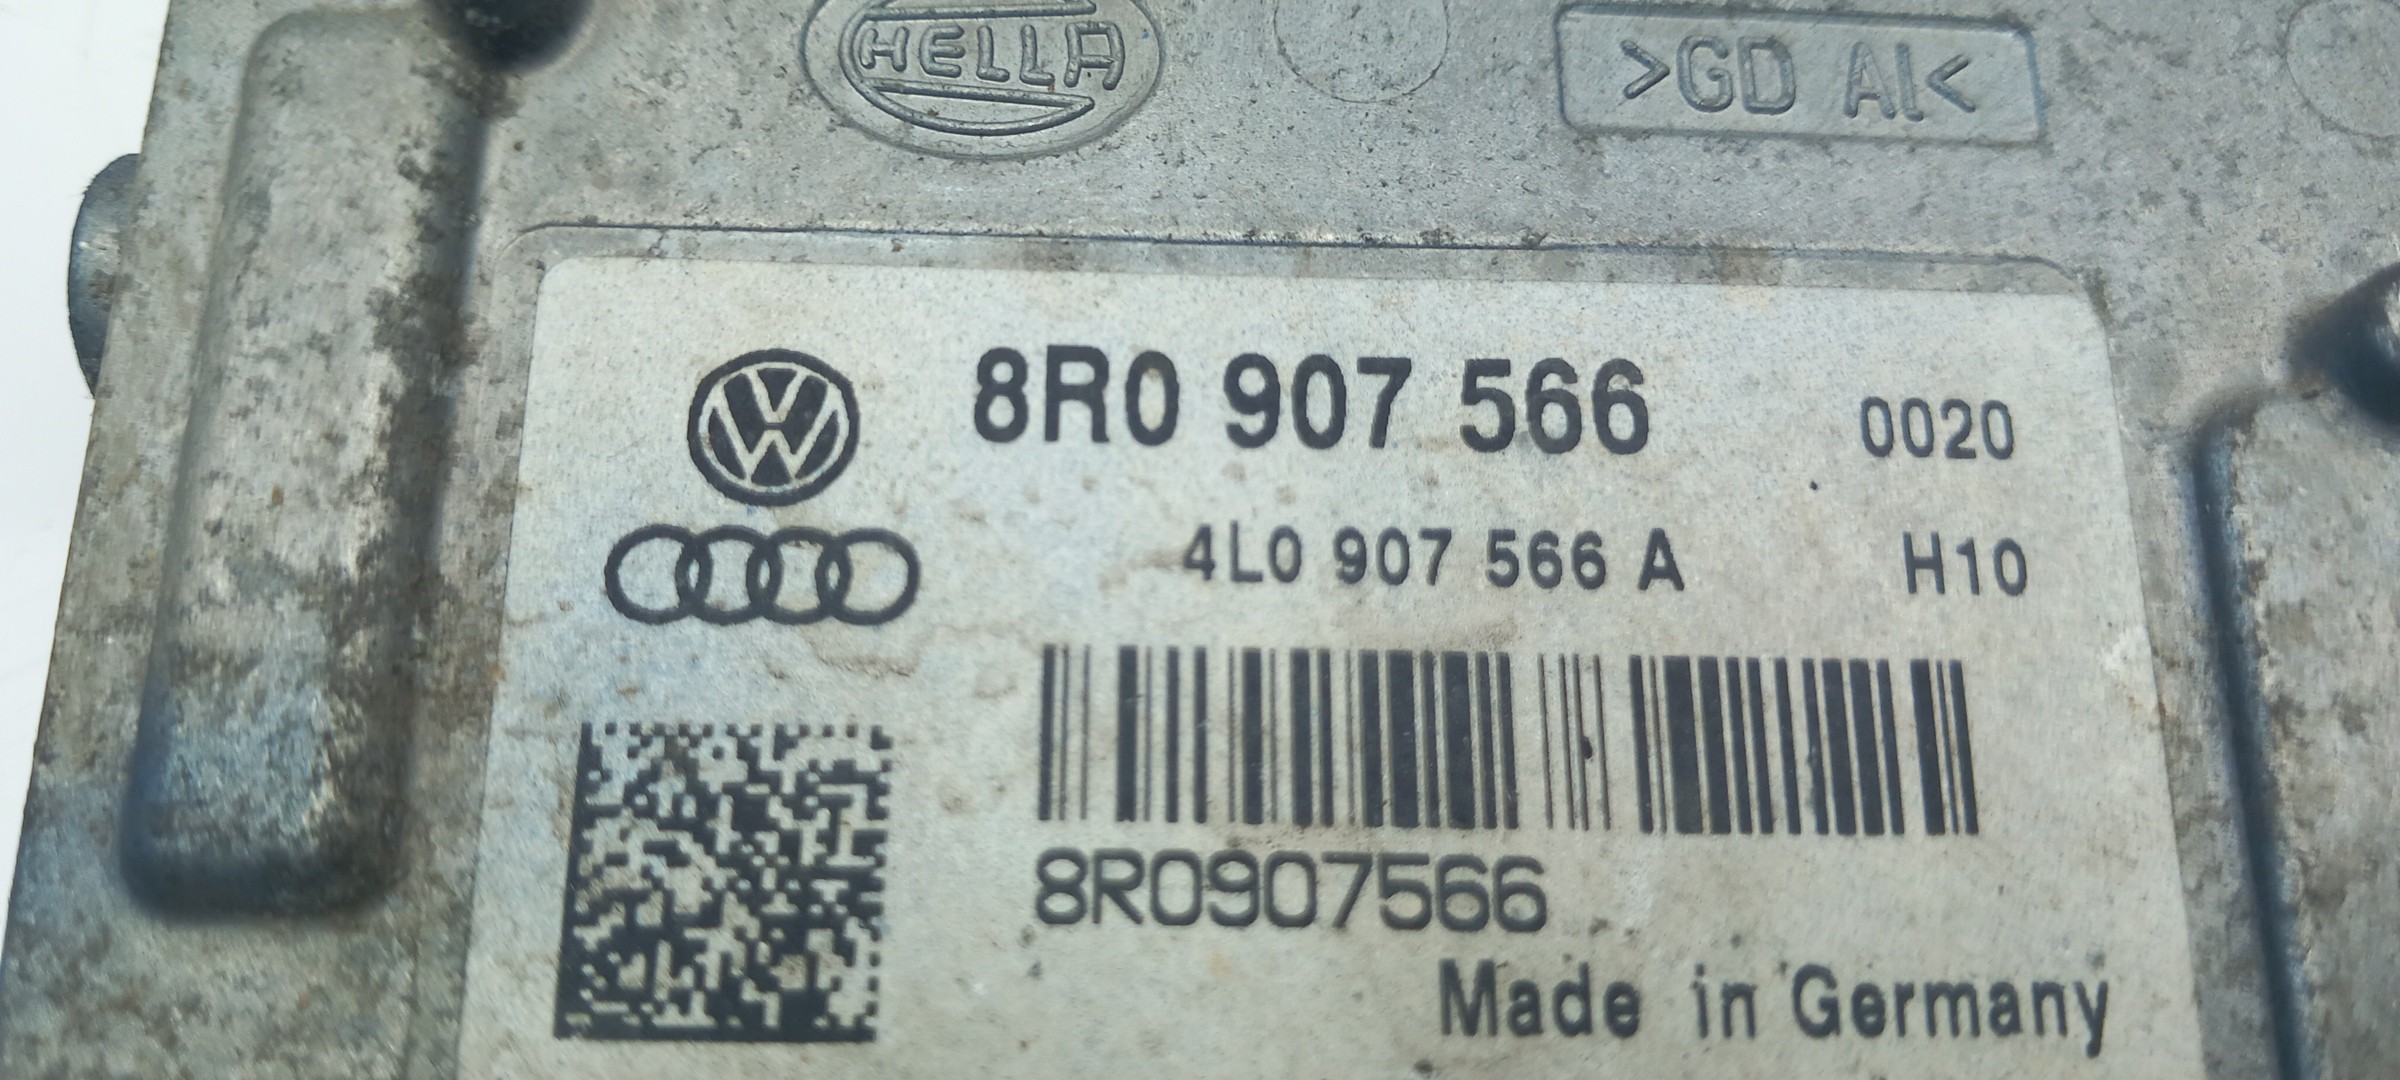 HELLA
>GD Al<
8R0 907 566 0020
4L0 907 566 A H10
8R0907566
Made in Germany